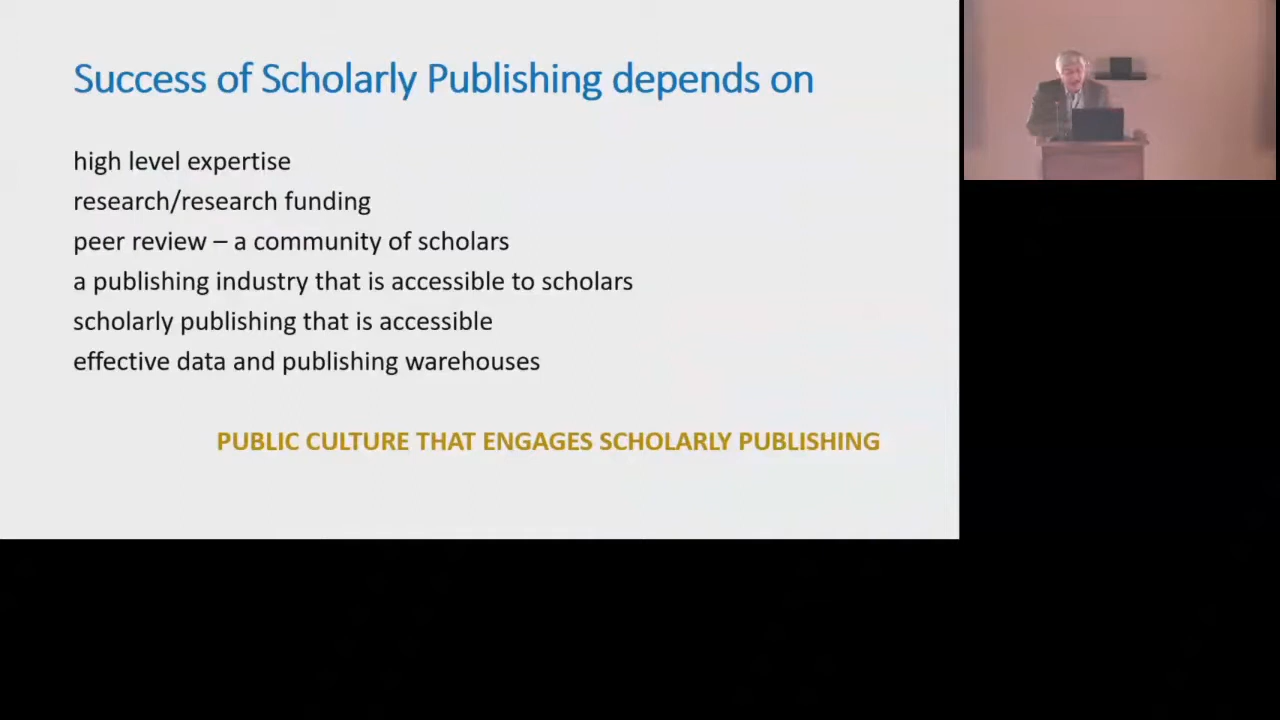 Success of Scholarly Publishing depends on
high level expertise
research/research funding
peer review – a community of scholars
a publishing industry that is accessible to scholars
scholarly publishing that is accessible
effective data and publishing warehouses
PUBLIC CULTURE THAT ENGAGES SCHOLARLY PUBLISHING